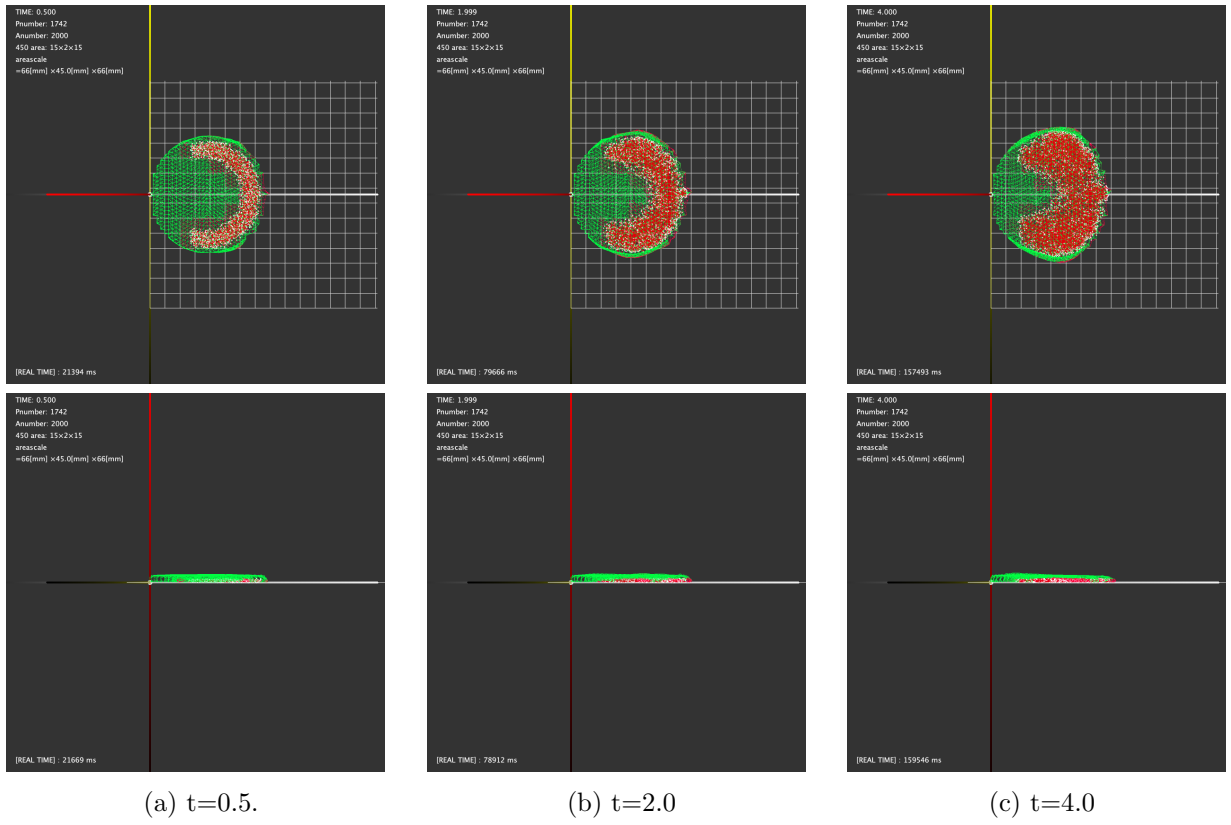 TIME: 0.500
Pnumber: 1742
Anumber: 2000
450 area: 15×2×15
areascale
=66[mm] ×45.0[mm] ×66[mm]
[REAL TIME] : 21394 ms
TIME: 1.999
Pnumber: 1742
Anumber: 2000
450 area: 15×2×15
areascale
=66[mm] ×45.0[mm] ×66[mm]
[REAL TIME] : 79666 ms
TIME: 4.000
Pnumber: 1742
Anumber: 2000
450 area: 15×2×15
areascale
=66[mm] ×45.0[mm] ×66[mm]
[REAL TIME] : 157493 ms
TIME: 0.500
Pnumber: 1742
Anumber: 2000
450 area: 15×2×15
areascale
=66[mm] ×45.0[mm] ×66[mm]
[REAL TIME] : 21669 ms
TIME: 1.999
Pnumber: 1742
Anumber: 2000
450 area: 15×2×15
areascale
=66[mm] ×45.0[mm] ×66[mm]
[REAL TIME] : 78912 ms
TIME: 4.000
Pnumber: 1742
Anumber: 2000
450 area: 15×2×15
areascale
=66[mm] ×45.0[mm] ×66[mm]
[REAL TIME] : 159546 ms
(a) t=0.5.
(b) t=2.0
(c) t=4.0